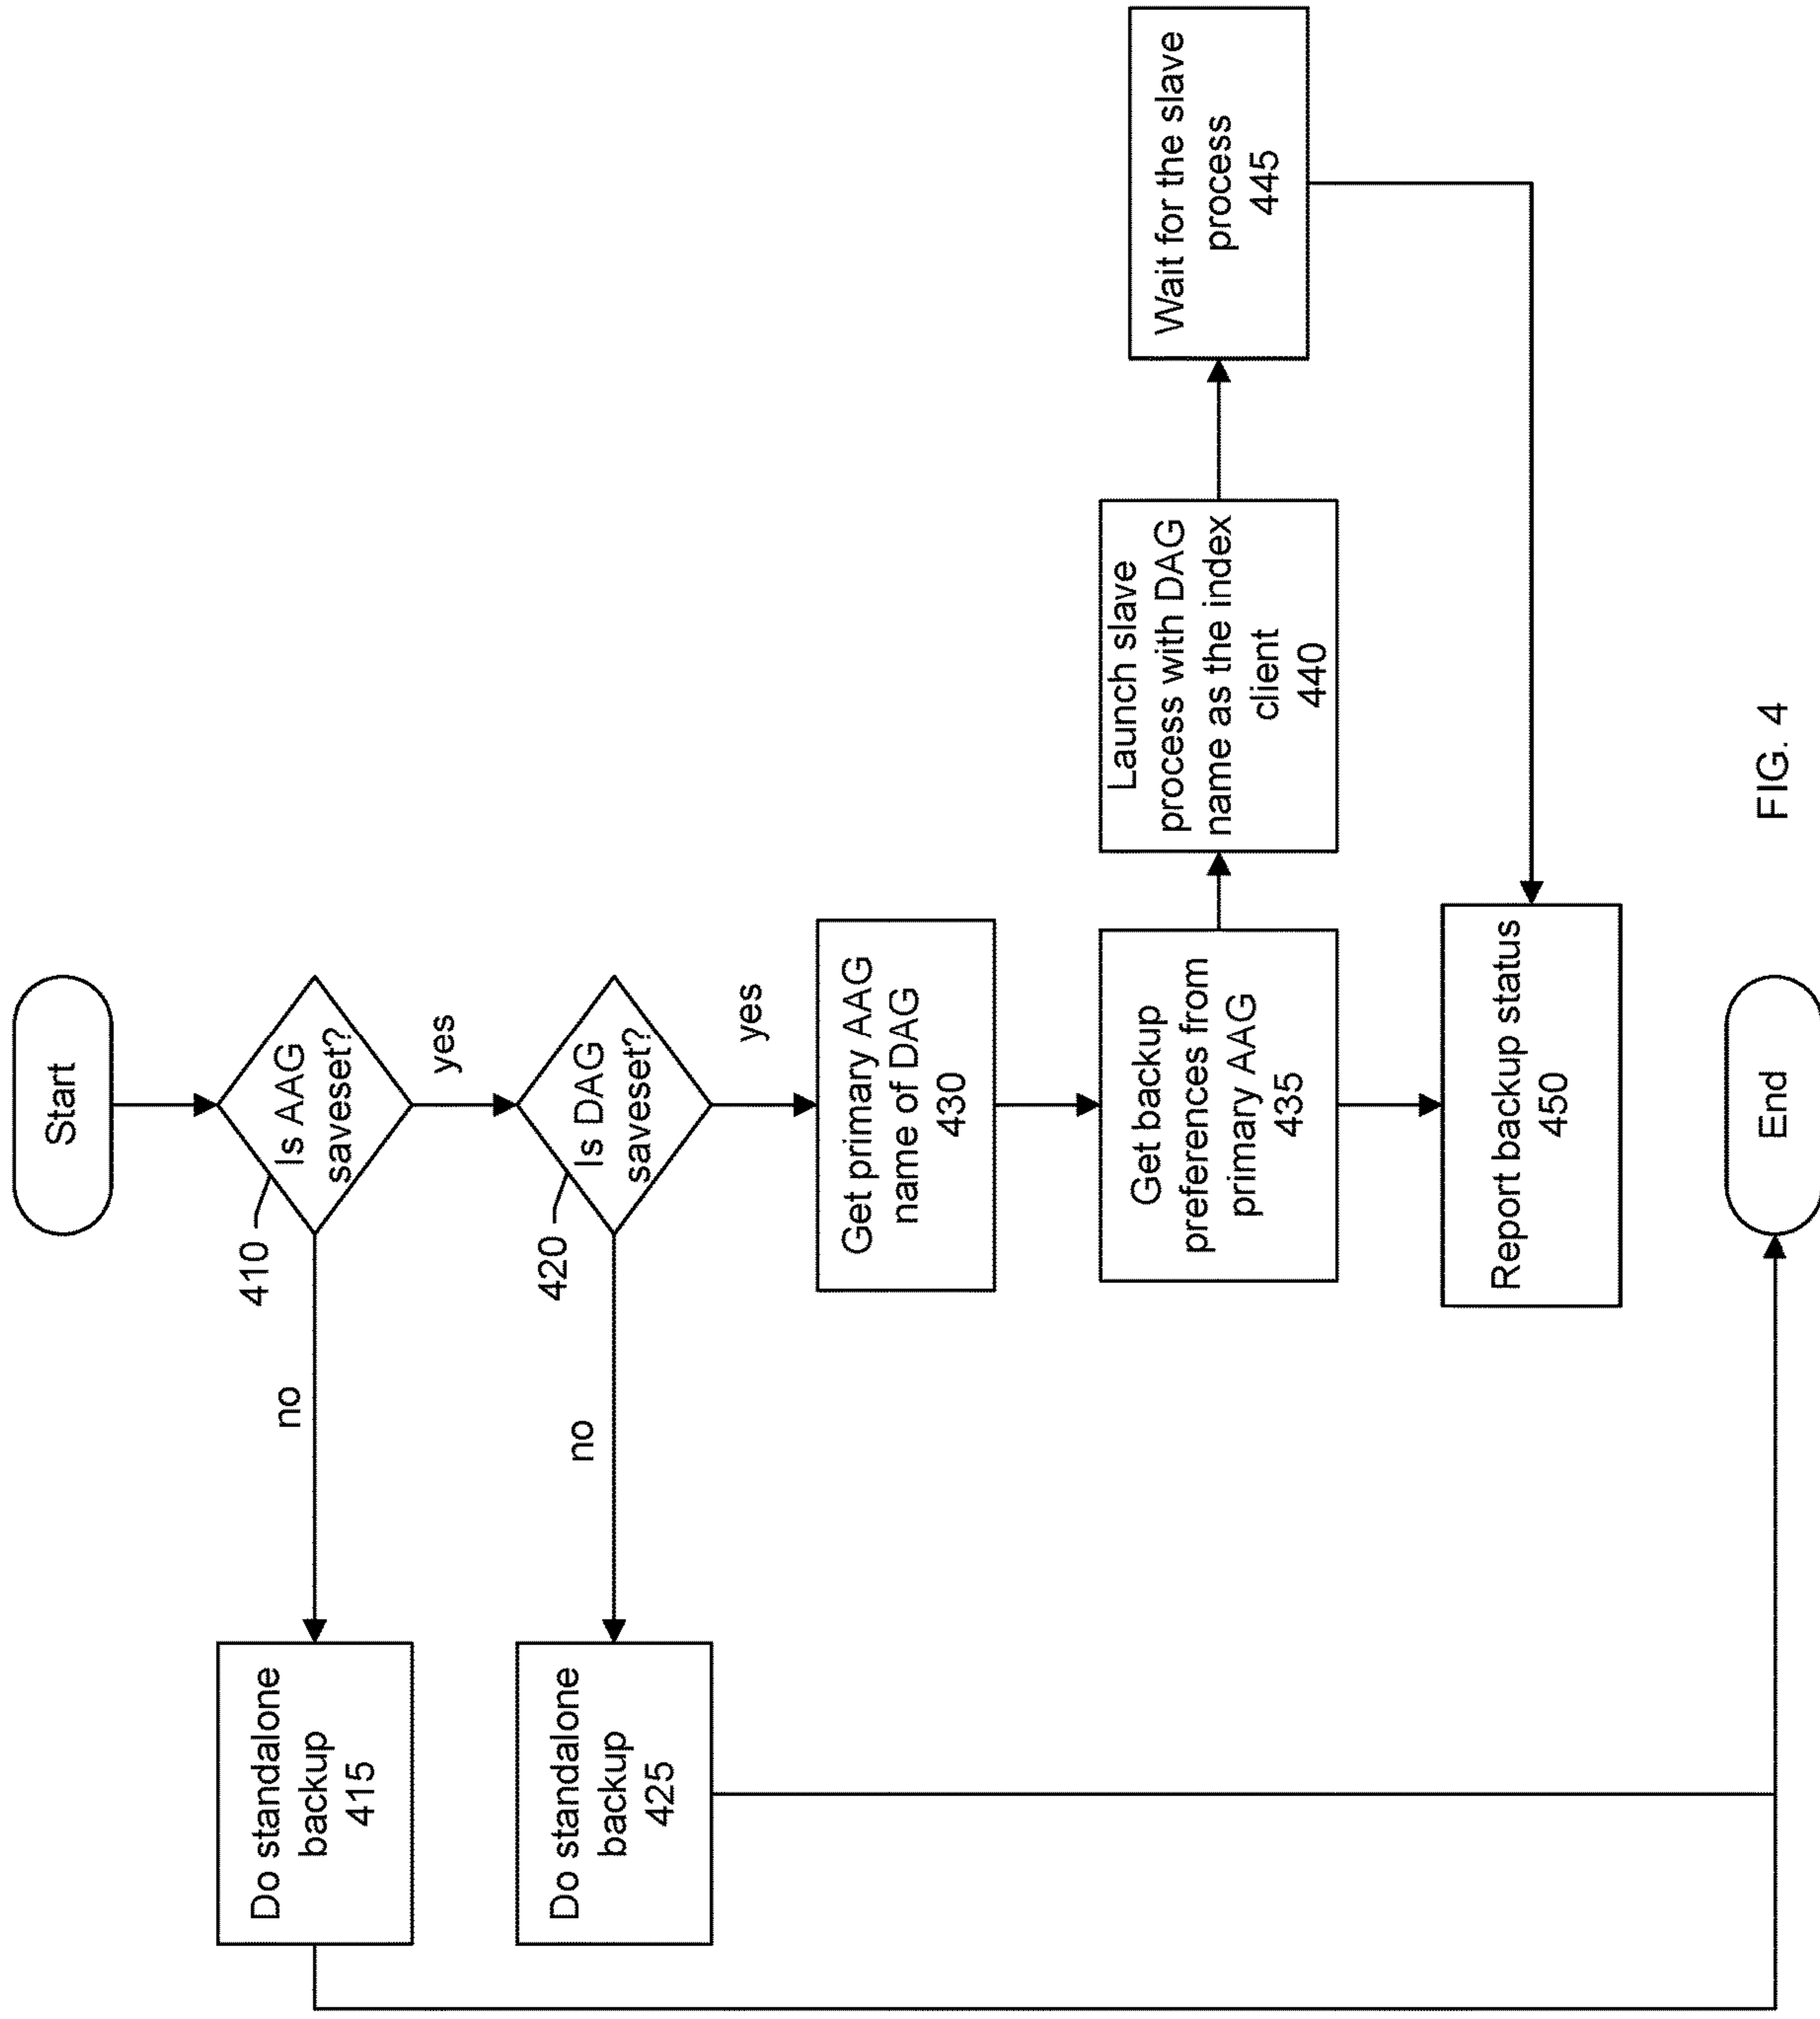 Start
Is AAG
saveset?
410
no
yes
Do standalone
backup
415
Is DAG
saveset?
420
no
yes
Do standalone
backup
425
Get primary AAG
name of DAG
430
Get backup
preferences from
primary AAG
435
Launch slave
process with DAG
name as the index
client
440
Wait for the slave
process
445
Report backup status
450
End
FIG. 4